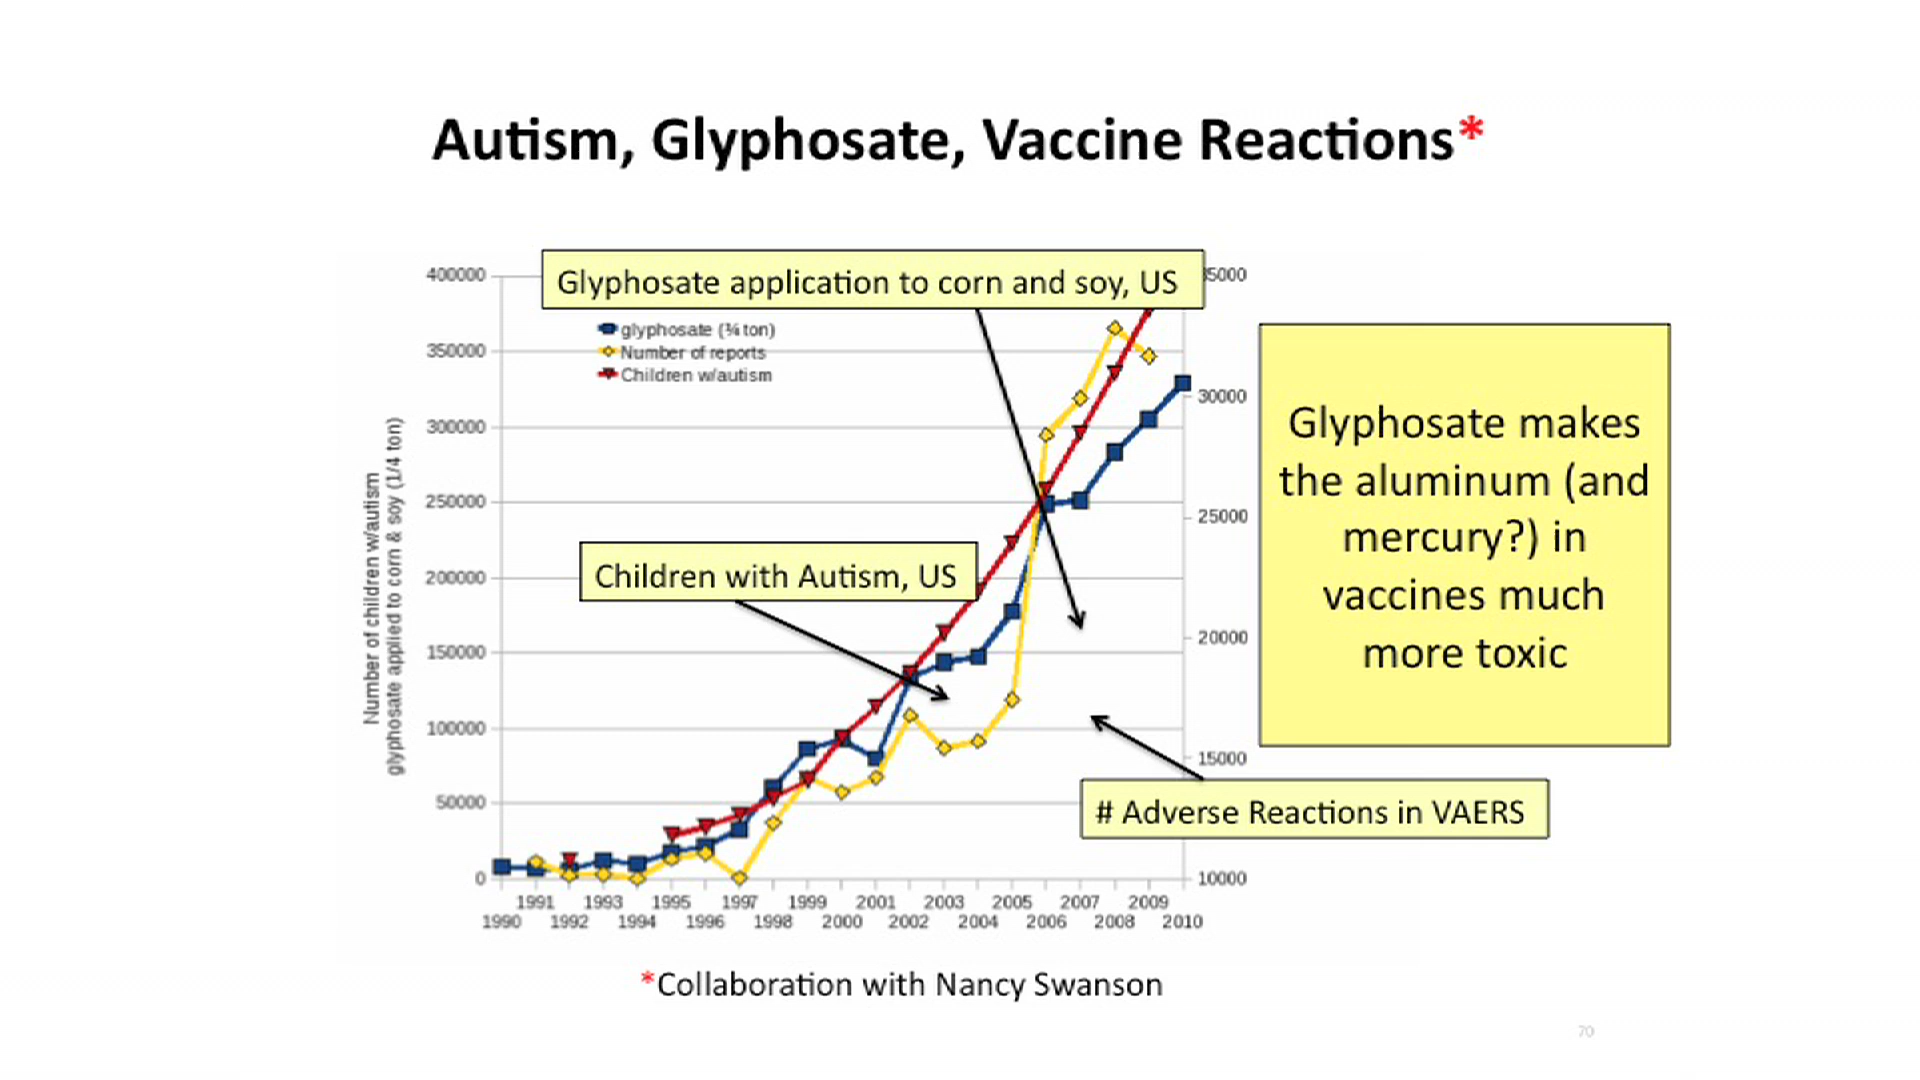 Autism, Glyphosate, Vaccine Reactions*
Glyphosate application to corn and soy, US
glyphosate (¾ ton)
Number of reports
Children w/autism
Children with Autism, US
# Adverse Reactions in VAERS
Number of children w/autism
glyphosate applied to corn & soy (1/4 ton)
400000
350000
300000
250000
200000
150000
100000
50000
0
35000
30000
25000
20000
15000
10000
1991 1993 1995 1997 1999 2001 2003 2005 2007 2009
1990 1992 1994 1996 1998 2000 2002 2004 2006 2008 2010
Glyphosate makes
the aluminum (and
mercury?) in
vaccines much
more toxic
*Collaboration with Nancy Swanson
70